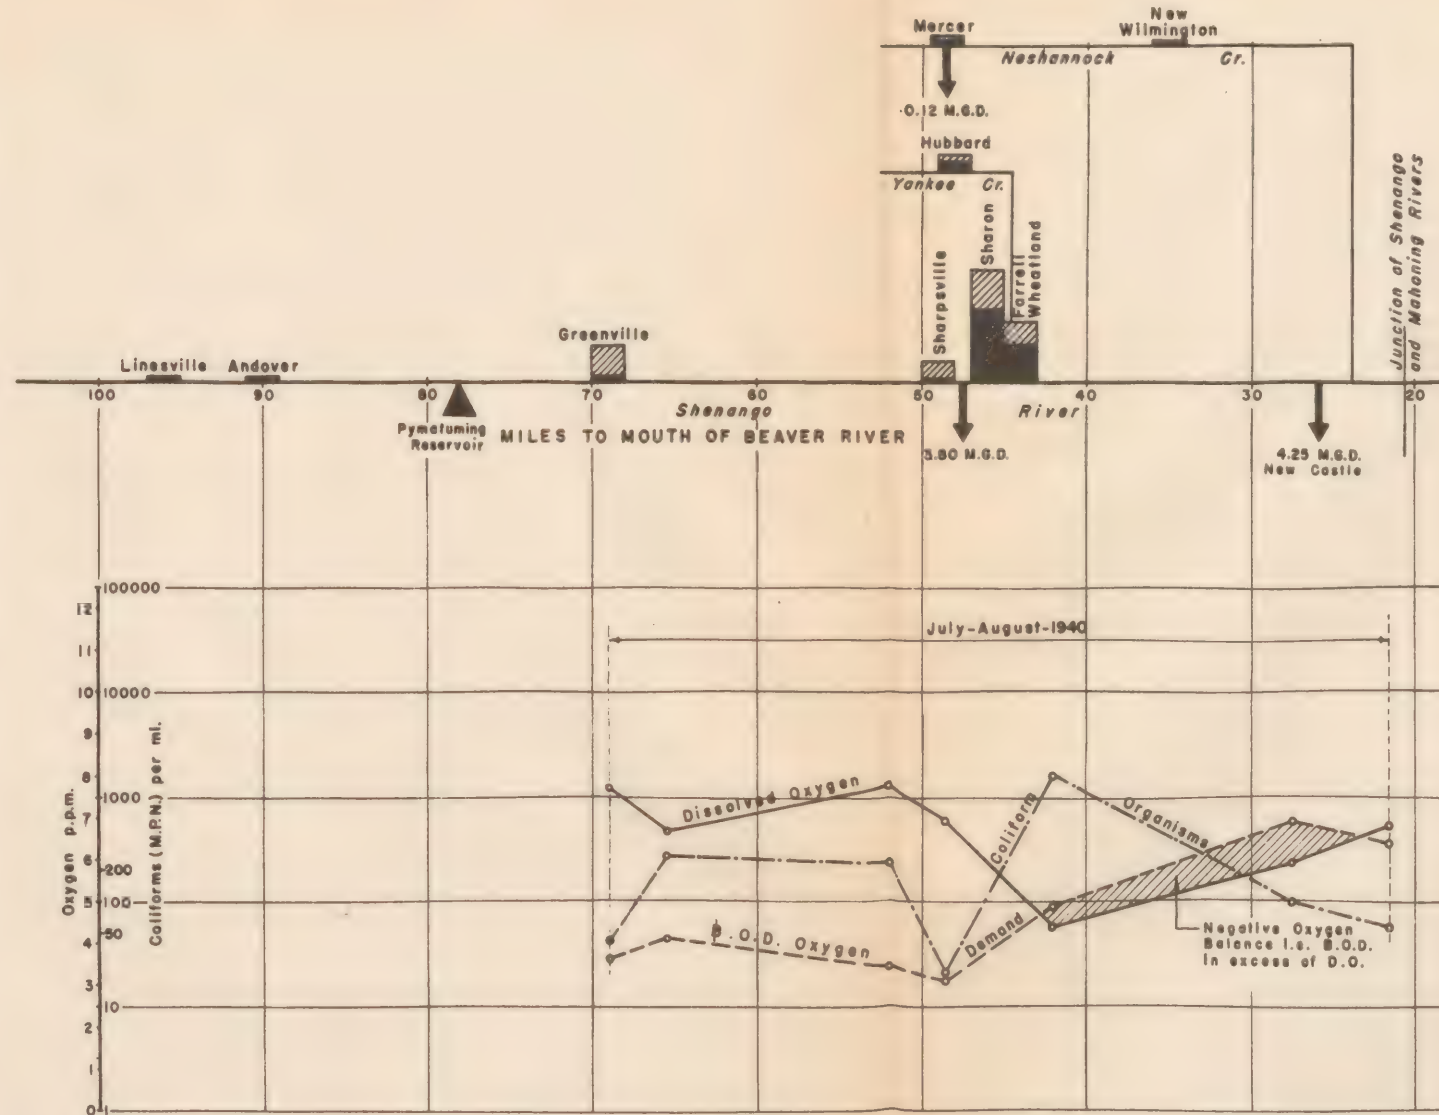 Mercer
New
Wilmington
Neshannock Cr.
0.12 M.G.D.
Hubbard
Yankee Cr.
Sharpsville
Sharon
Farrell
Wheatland
Junction of Shenango
and Mahoning Rivers
Greenville
Linesville
Andover
100 90 80 70 60 50 40 30 20
Shenango River
Pymatuming
Reservoir
MILES TO MOUTH OF BEAVER RIVER
3.80 M.G.D.
4.25 M.G.D.
New Castle
Oxygen p.p.m.
12
11
10
9
8
7
6
5
4
3
2
1
0
Coliforms (M.P.N.) per ml.
100000
10000
1000
200
100
50
10
1
July-August-1940
Dissolved Oxygen
Coliform Organisms
B.O.D. Oxygen Demand
Negative Oxygen
Balance i.e. B.O.D.
in excess of D.O.